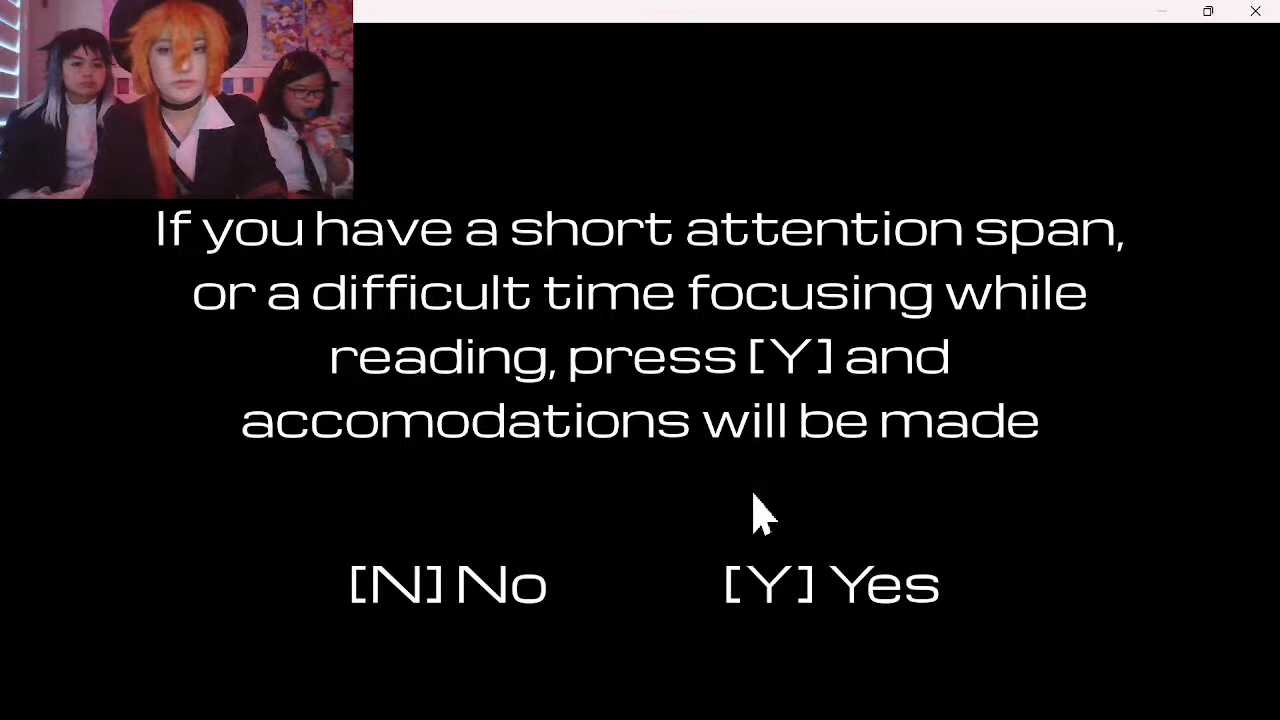 If you have a short attention span,
or a difficult time focusing while
reading, press [Y] and
accomodations will be made
[N] No [Y] Yes